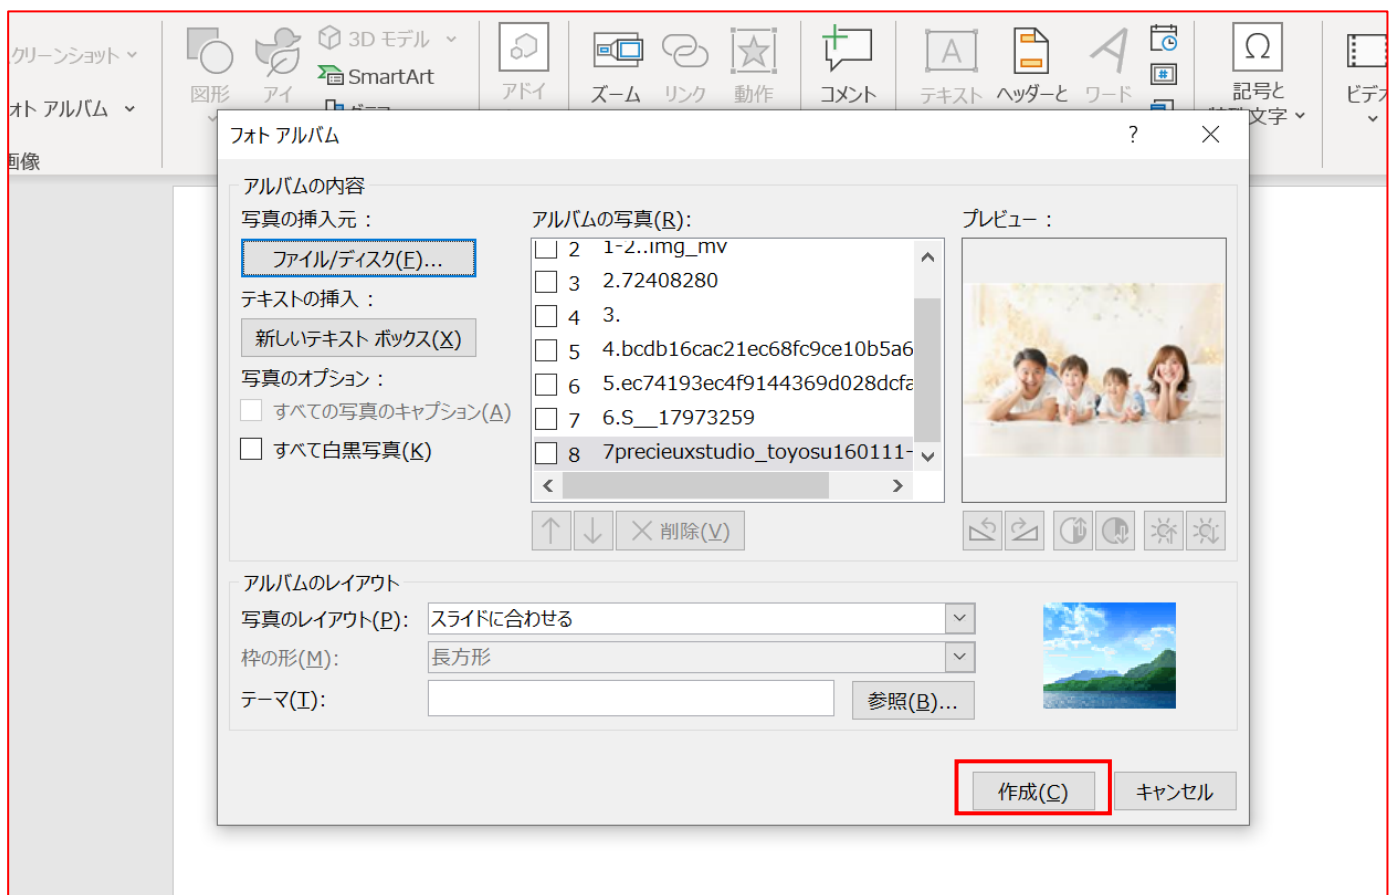 クリーンショット
3D モデル
SmartArt
図形
アイ
アドイ
ズーム
リンク
動作
コメント
テキスト
ヘッダーと
ワード
記号と
文字
ビデ
ォト アルバム
画像
フォト アルバム
?
アルバムの内容
写真の挿入元：
アルバムの写真(R):
プレビュー：
ファイル/ディスク(F)...
テキストの挿入：
新しいテキスト ボックス(X)
写真のオプション：
すべての写真のキャプション(A)
すべて白黒写真(K)
2 1-2..img_mv
3 2.72408280
4 3.
5 4.bcdb16cac21ec68fc9ce10b5a6
6 5.ec74193ec4f9144369d028dcfa
7 6.S__17973259
8 7precieuxstudio_toyosu160111-
削除(V)
アルバムのレイアウト
写真のレイアウト(P): スライドに合わせる
枠の形(M): 長方形
テーマ(T):
参照(B)...
作成(C)
キャンセル